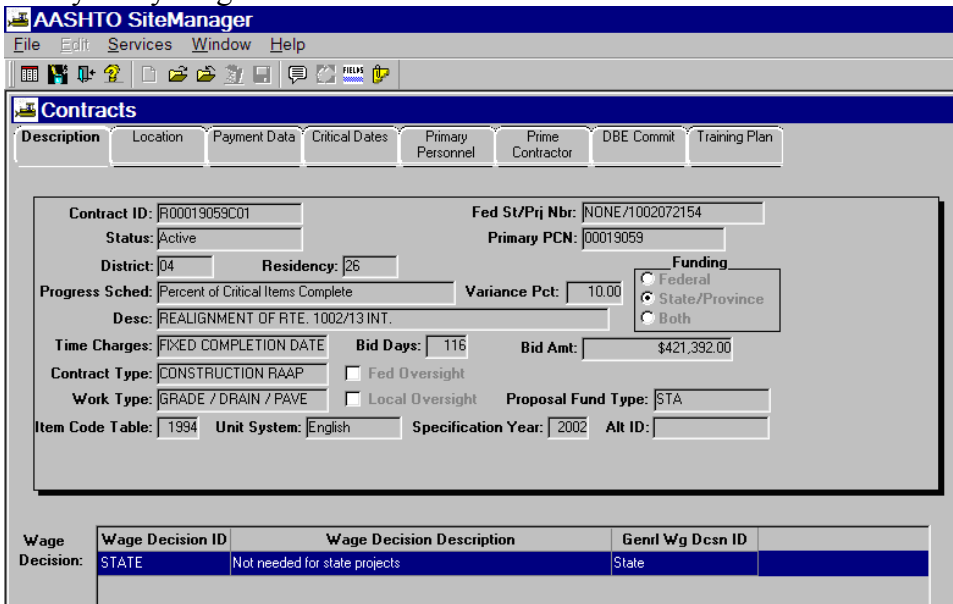 AASHTO SiteManager
File Edit Services Window Help
FIELDS
Contracts
Description Location Payment Data Critical Dates Primary Personnel Prime Contractor DBE Commit Training Plan
Contract ID: R00019059C01 Fed St/Prj Nbr: NONE/1002072154
Status: Active Primary PCN: 00019059
District: 04 Residency: 26 Funding
Federal
Progress Sched: Percent of Critical Items Complete Variance Pct: 10.00 State/Province
Desc: REALIGNMENT OF RTE. 1002/13 INT. Both
Time Charges: FIXED COMPLETION DATE Bid Days: 116 Bid Amt: $421,392.00
Contract Type: CONSTRUCTION RAAP Fed Oversight
Work Type: GRADE / DRAIN / PAVE Local Oversight Proposal Fund Type: STA
Item Code Table: 1994 Unit System: English Specification Year: 2002 Alt ID:
Wage Decision: Wage Decision ID Wage Decision Description Genrl Wg Dcsn ID
STATE Not needed for state projects State